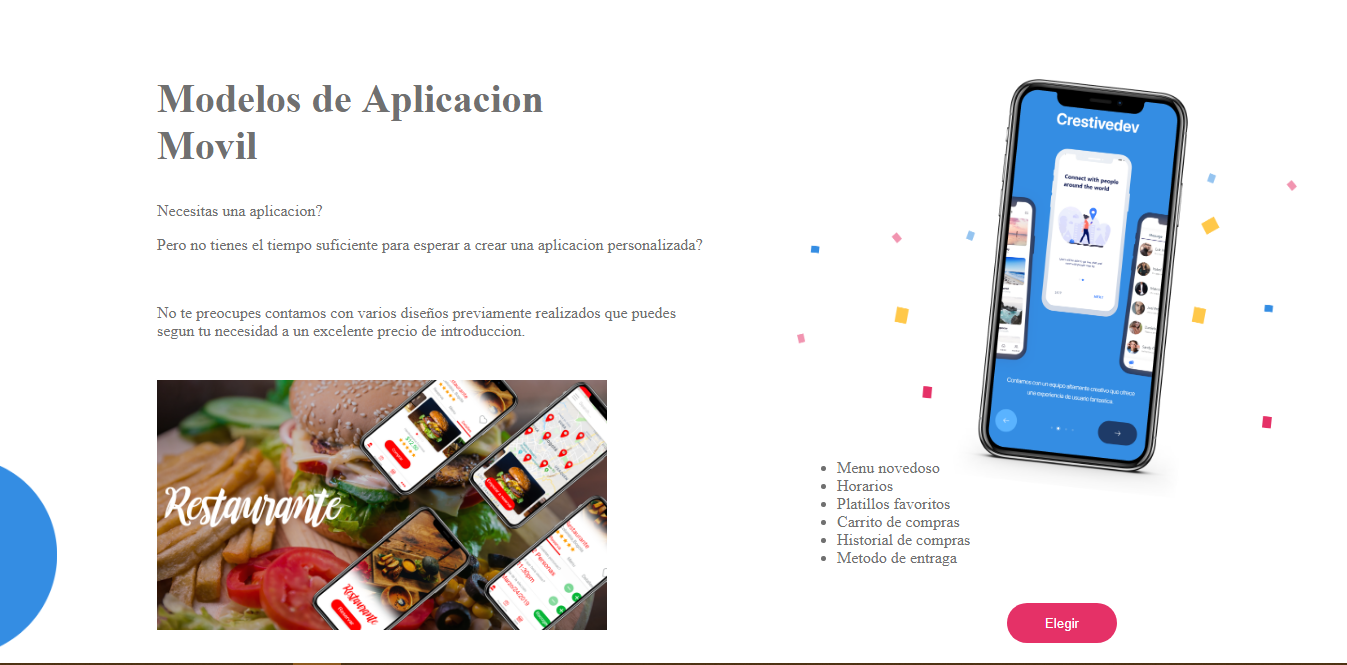 Modelos de Aplicacion
Movil
Necesitas una aplicacion?
Pero no tienes el tiempo suficiente para esperar a crear una aplicacion personalizada?
No te preocupes contamos con varios diseños previamente realizados que puedes
segun tu necesidad a un excelente precio de introduccion.
Restaurante
Restaurante
Crestivedev
Connect with people
around the world
Contamos con un equipo altamente creativo que ofrece
una experiencia de usuario fantastica.
Menu novedoso
Horarios
Platillos favoritos
Carrito de compras
Historial de compras
Metodo de entraga
Elegir